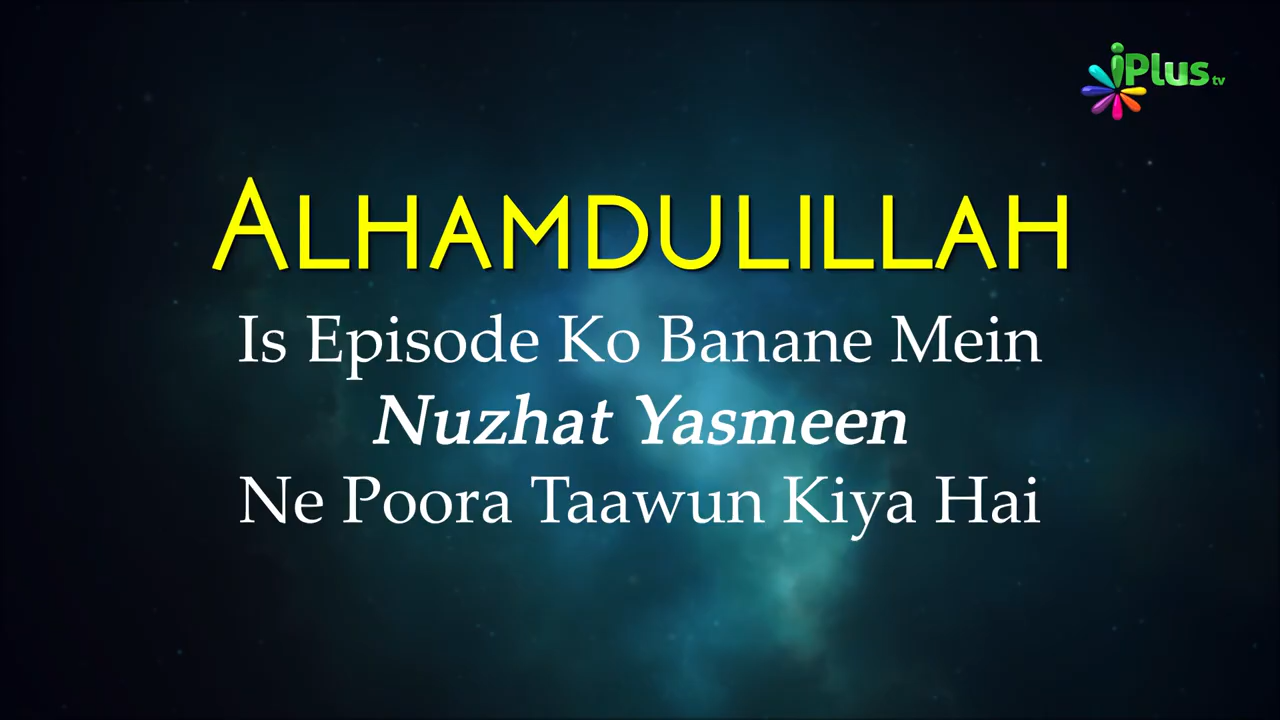 iPlus tv
ALHAMDULILLAH
Is Episode Ko Banane Mein
Nuzhat Yasmeen
Ne Poora Taawun Kiya Hai